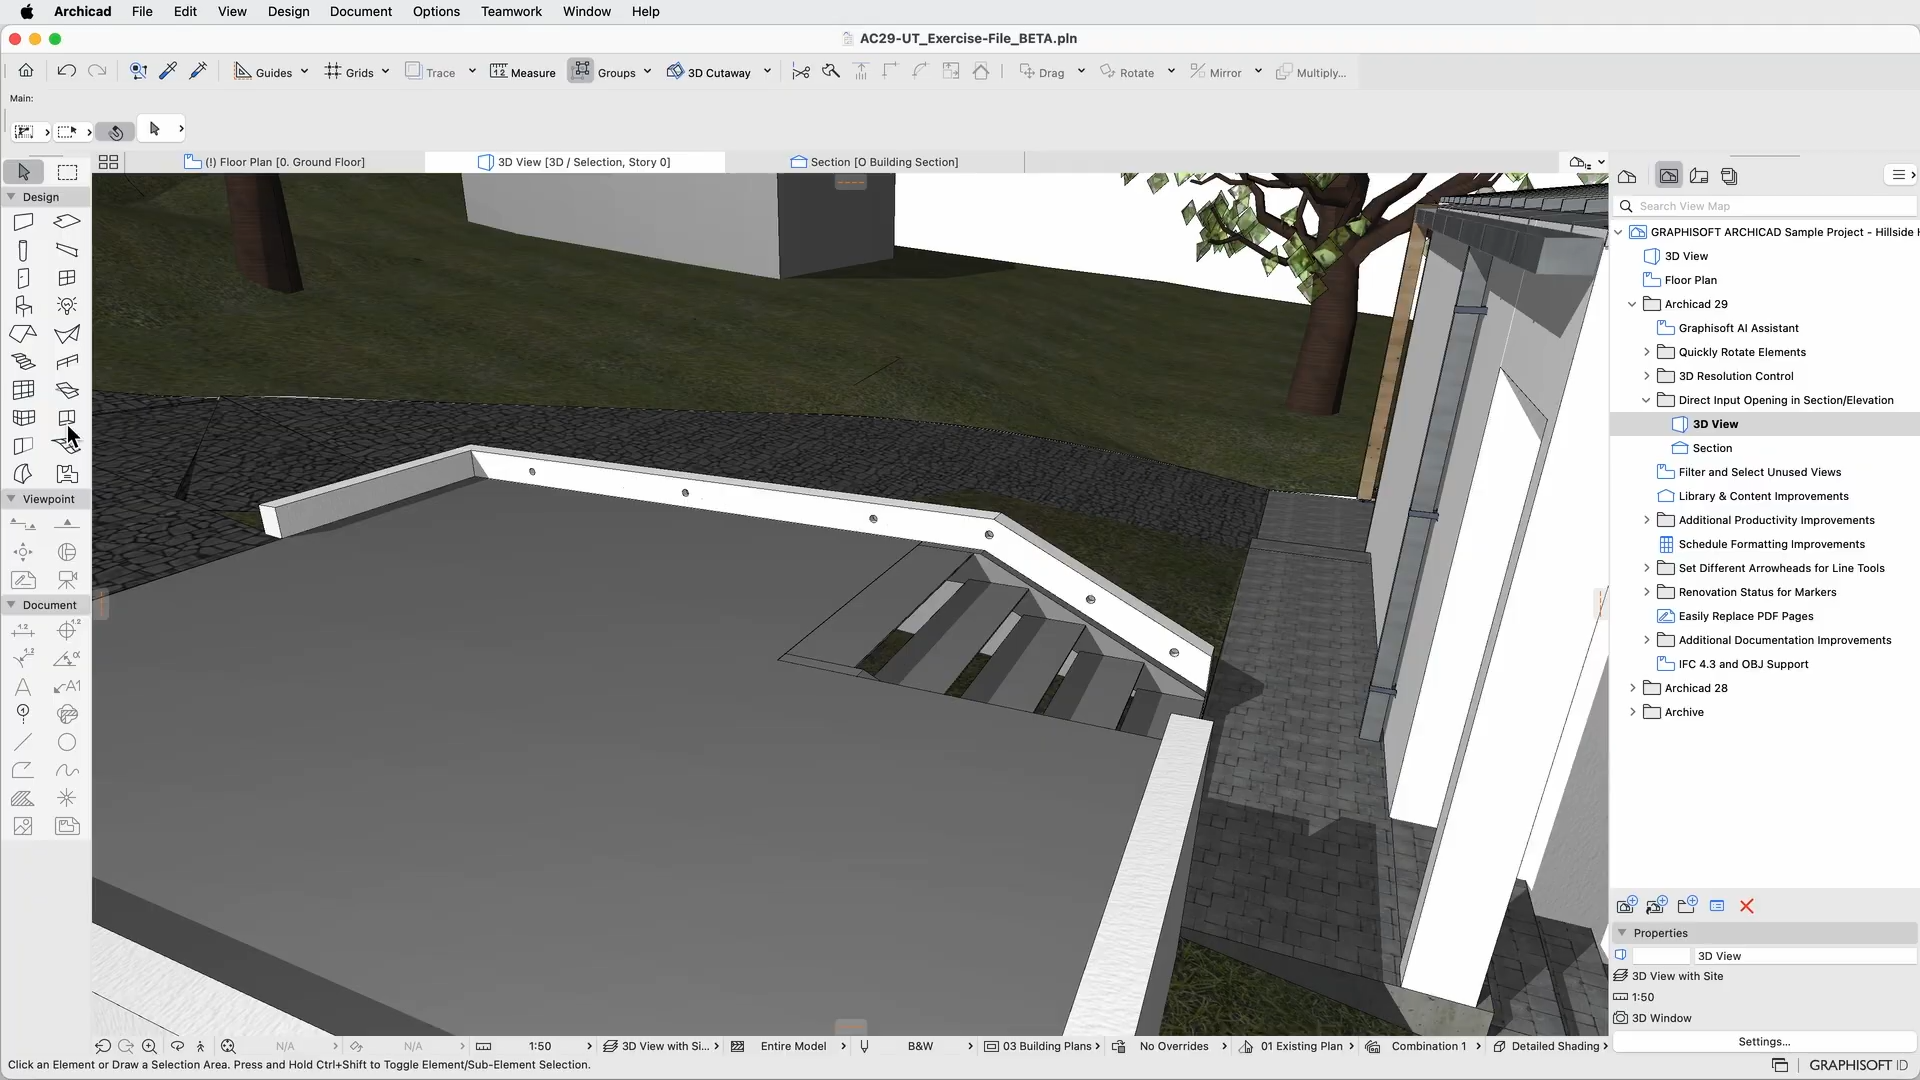 Archicad File Edit View Design Document Options Teamwork Window Help
AC29-UT_Exercise-File_BETA.pln
Guides Grids Trace Measure Groups 3D Cutaway Drag Rotate Mirror Multiply...
Main:
(!) Floor Plan [0. Ground Floor] 3D View [3D / Selection, Story 0] Section [O Building Section]
Design
Viewpoint
Document
Search View Map
GRAPHISOFT ARCHICAD Sample Project - Hillside H
3D View
Floor Plan
Archicad 29
Graphisoft AI Assistant
Quickly Rotate Elements
3D Resolution Control
Direct Input Opening in Section/Elevation
3D View
Section
Filter and Select Unused Views
Library & Content Improvements
Additional Productivity Improvements
Schedule Formatting Improvements
Set Different Arrowheads for Line Tools
Renovation Status for Markers
Easily Replace PDF Pages
Additional Documentation Improvements
IFC 4.3 and OBJ Support
Archicad 28
Archive
Properties
3D View
3D View with Site
1:50
3D Window
Settings...
N/A N/A 1:50 3D View with Si... Entire Model B&W 03 Building Plans No Overrides 01 Existing Plan Combination 1 Detailed Shading
Click an Element or Draw a Selection Area. Press and Hold Ctrl+Shift to Toggle Element/Sub-Element Selection.
GRAPHISOFT ID